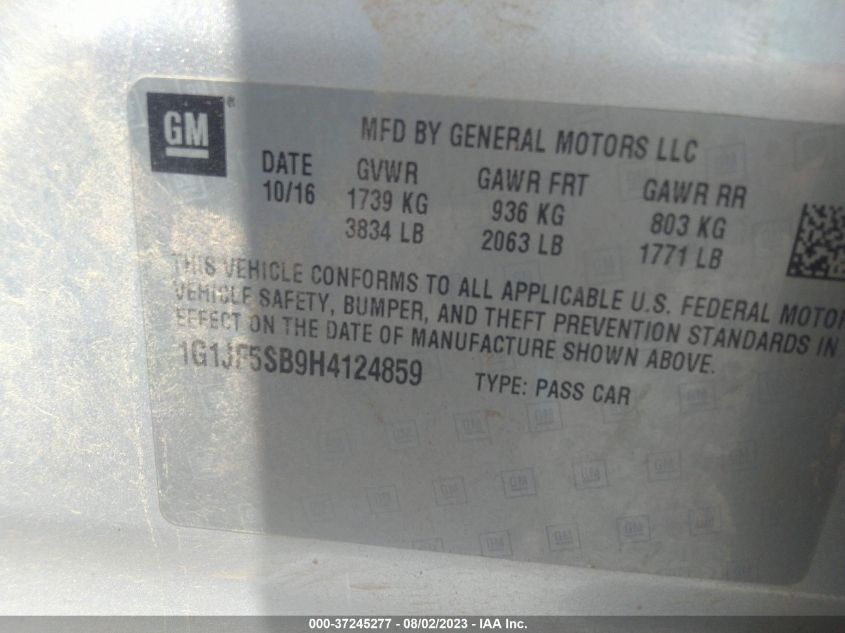 GM®
MFD BY GENERAL MOTORS LLC
DATE GVWR GAWR FRT GAWR RR
10/16 1739 KG 936 KG 803 KG
3834 LB 2063 LB 1771 LB
THIS VEHICLE CONFORMS TO ALL APPLICABLE U.S. FEDERAL MOTOR
VEHICLE SAFETY, BUMPER, AND THEFT PREVENTION STANDARDS IN
EFFECT ON THE DATE OF MANUFACTURE SHOWN ABOVE.
1G1JF5SB9H4124859 TYPE: PASS CAR
000-37245277 - 08/02/2023 - IAA Inc.